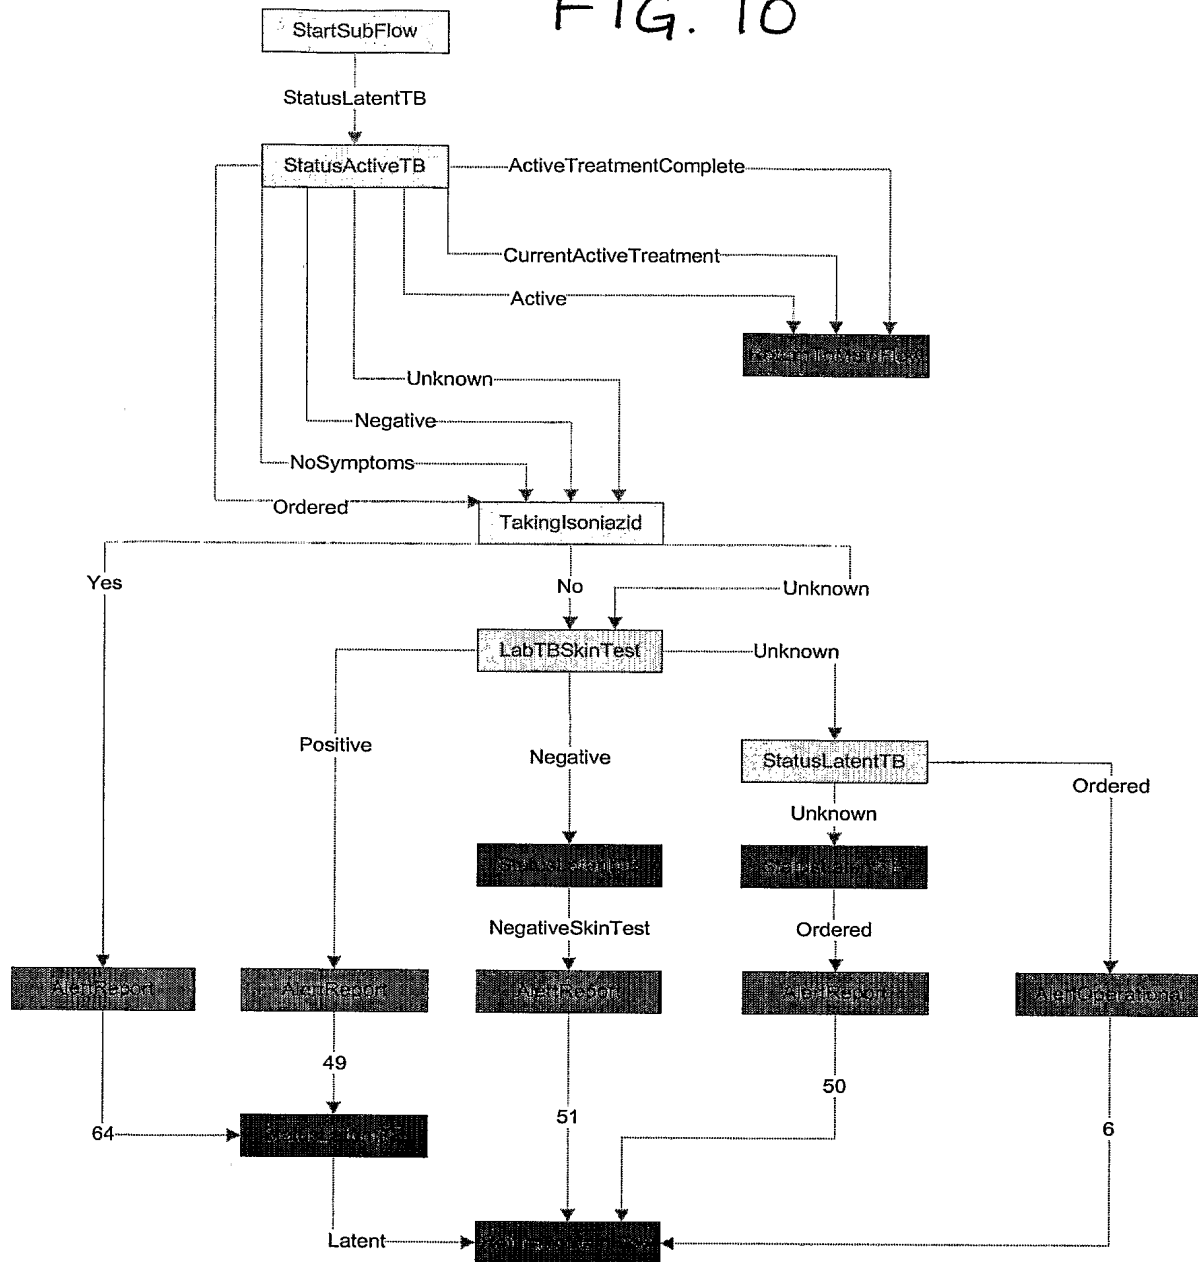 FIG. 10
StartSubFlow
StatusLatentTB
StatusActiveTB
ActiveTreatmentComplete
CurrentActiveTreatment
Active
Unknown
Negative
NoSymptoms
Ordered
TakingIsoniazid
Yes
No
Unknown
LabTBSkinTest
Unknown
Positive
Negative
StatusLatentTB
Ordered
Unknown
NegativeSkinTest
Ordered
AlertReport
AlertReport
AlertReport
AlertReport
AlertOperational
49
50
51
64
6
Latent